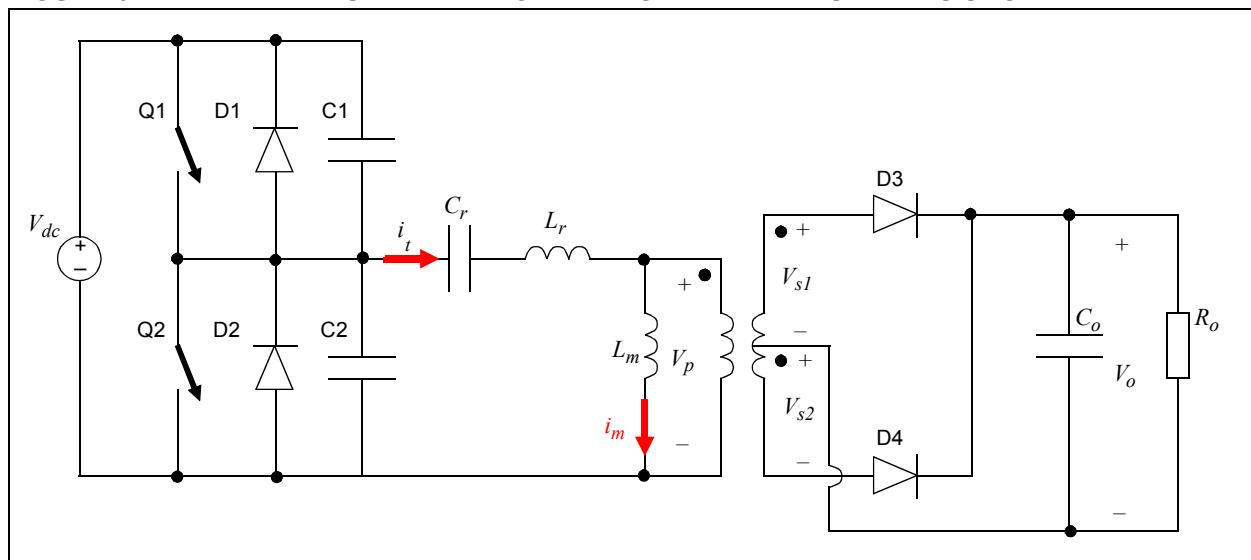 Q1
D1
C1
V_dc
+
−
i_t
C_r
L_r
D3
+
V_s1
−
+
L_m
V_p
−
i_m
Q2
D2
C2
+
V_s2
−
D4
+
C_o
V_o
−
R_o